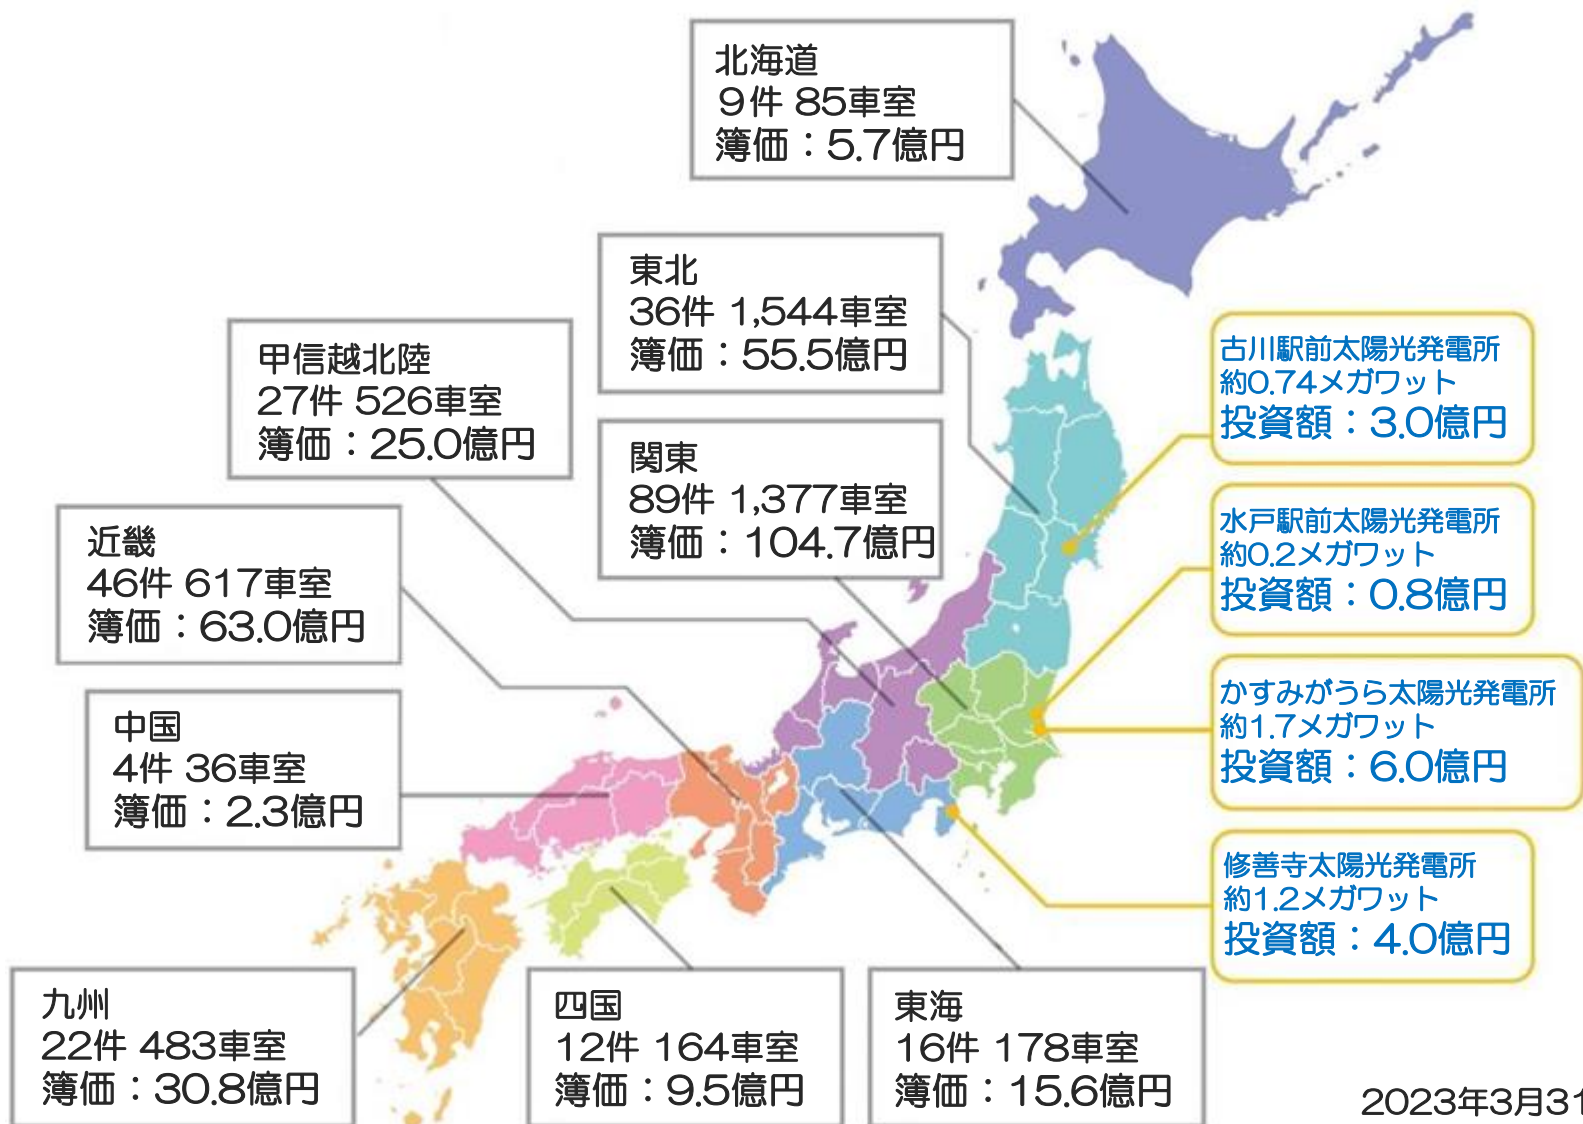 北海道
9件 85車室
簿価：5.7億円
東北
36件 1,544車室
簿価：55.5億円
甲信越北陸
27件 526車室
簿価：25.0億円
関東
89件 1,377車室
簿価：104.7億円
近畿
46件 617車室
簿価：63.0億円
中国
4件 36車室
簿価：2.3億円
九州
22件 483車室
簿価：30.8億円
四国
12件 164車室
簿価：9.5億円
東海
16件 178車室
簿価：15.6億円
古川駅前太陽光発電所
約0.74メガワット
投資額：3.0億円
水戸駅前太陽光発電所
約0.2メガワット
投資額：0.8億円
かすみがうら太陽光発電所
約1.7メガワット
投資額：6.0億円
修善寺太陽光発電所
約1.2メガワット
投資額：4.0億円
2023年3月31